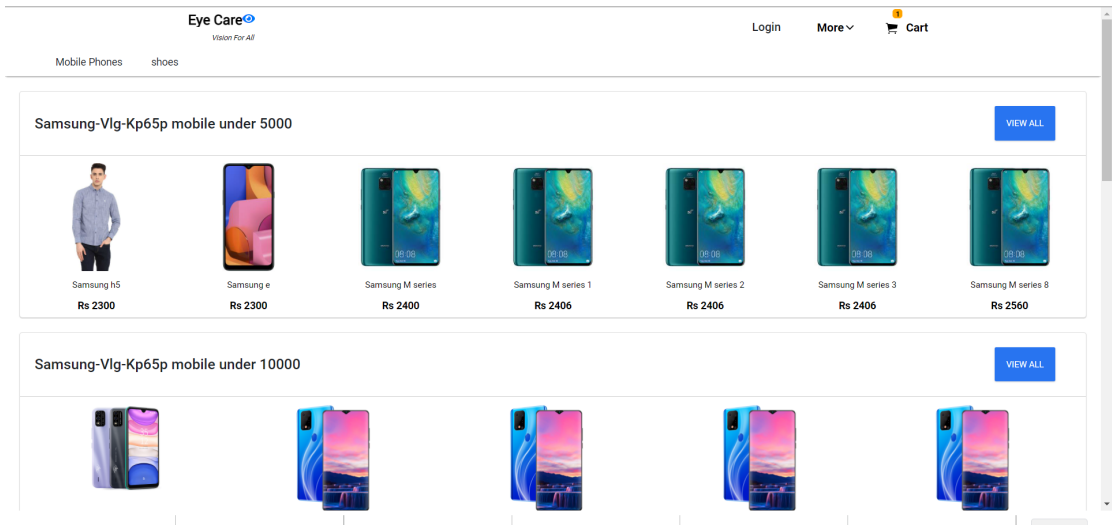 Eye Care
Vision For All
Login
More
1
Cart
Mobile Phones
shoes
Samsung-Vlg-Kp65p mobile under 5000
VIEW ALL
Samsung h5
Samsung e
Samsung M series
Samsung M series 1
Samsung M series 2
Samsung M series 3
Samsung M series 8
Rs 2300
Rs 2300
Rs 2400
Rs 2406
Rs 2406
Rs 2406
Rs 2560
Samsung-Vlg-Kp65p mobile under 10000
VIEW ALL